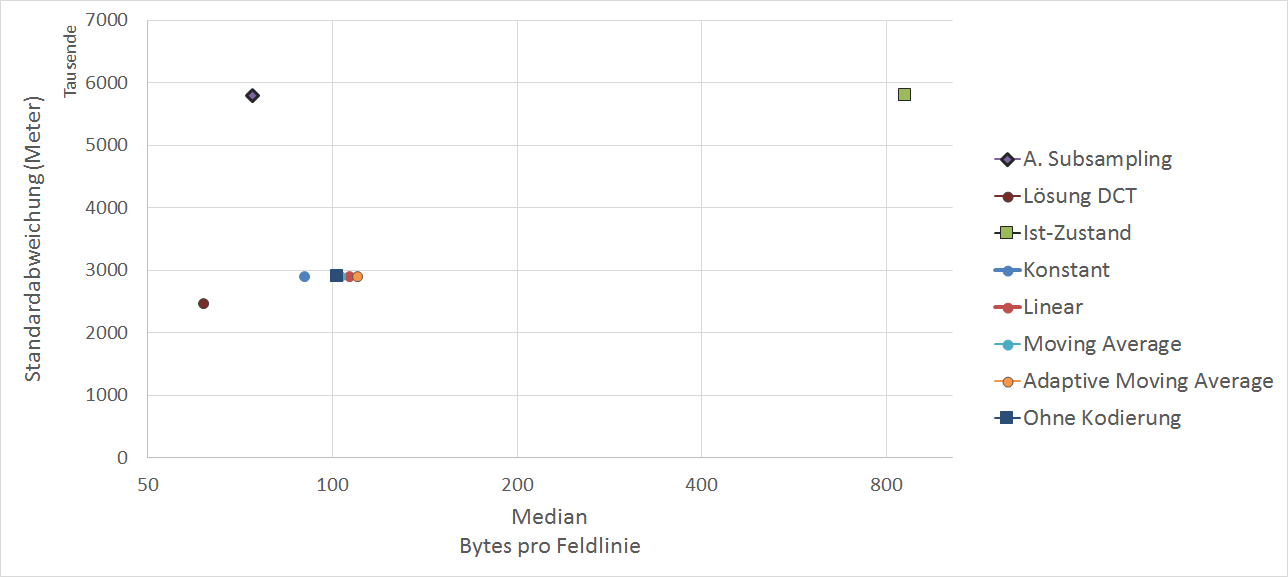 Standardabweichung (Meter)
Tausende
7000
6000
5000
4000
3000
2000
1000
0
50 100 200 400 800
Median
Bytes pro Feldlinie
A. Subsampling
Lösung DCT
Ist-Zustand
Konstant
Linear
Moving Average
Adaptive Moving Average
Ohne Kodierung